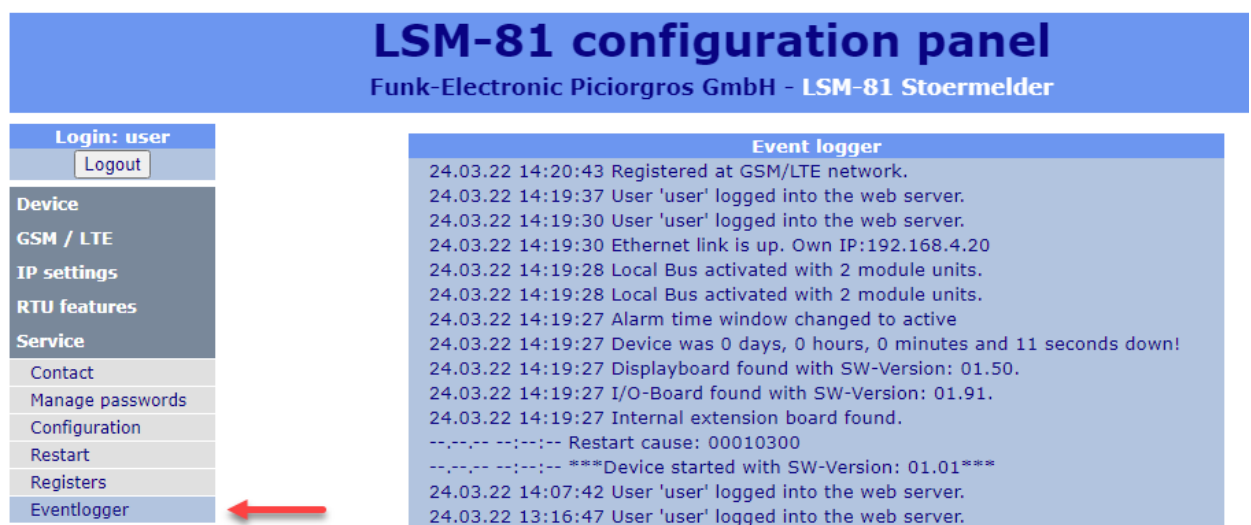 LSM-81 configuration panel
Funk-Electronic Piciorgros GmbH - LSM-81 Stoermelder
Login: user
Logout
Device
GSM / LTE
IP settings
RTU features
Service
Contact
Manage passwords
Configuration
Restart
Registers
Eventlogger
Event logger
24.03.22 14:20:43 Registered at GSM/LTE network.
24.03.22 14:19:37 User 'user' logged into the web server.
24.03.22 14:19:30 User 'user' logged into the web server.
24.03.22 14:19:30 Ethernet link is up. Own IP:192.168.4.20
24.03.22 14:19:28 Local Bus activated with 2 module units.
24.03.22 14:19:28 Local Bus activated with 2 module units.
24.03.22 14:19:27 Alarm time window changed to active
24.03.22 14:19:27 Device was 0 days, 0 hours, 0 minutes and 11 seconds down!
24.03.22 14:19:27 Displayboard found with SW-Version: 01.50.
24.03.22 14:19:27 I/O-Board found with SW-Version: 01.91.
24.03.22 14:19:27 Internal extension board found.
--.--.-- --:--:-- Restart cause: 00010300
--.--.-- --:--:-- ***Device started with SW-Version: 01.01***
24.03.22 14:07:42 User 'user' logged into the web server.
24.03.22 13:16:47 User 'user' logged into the web server.